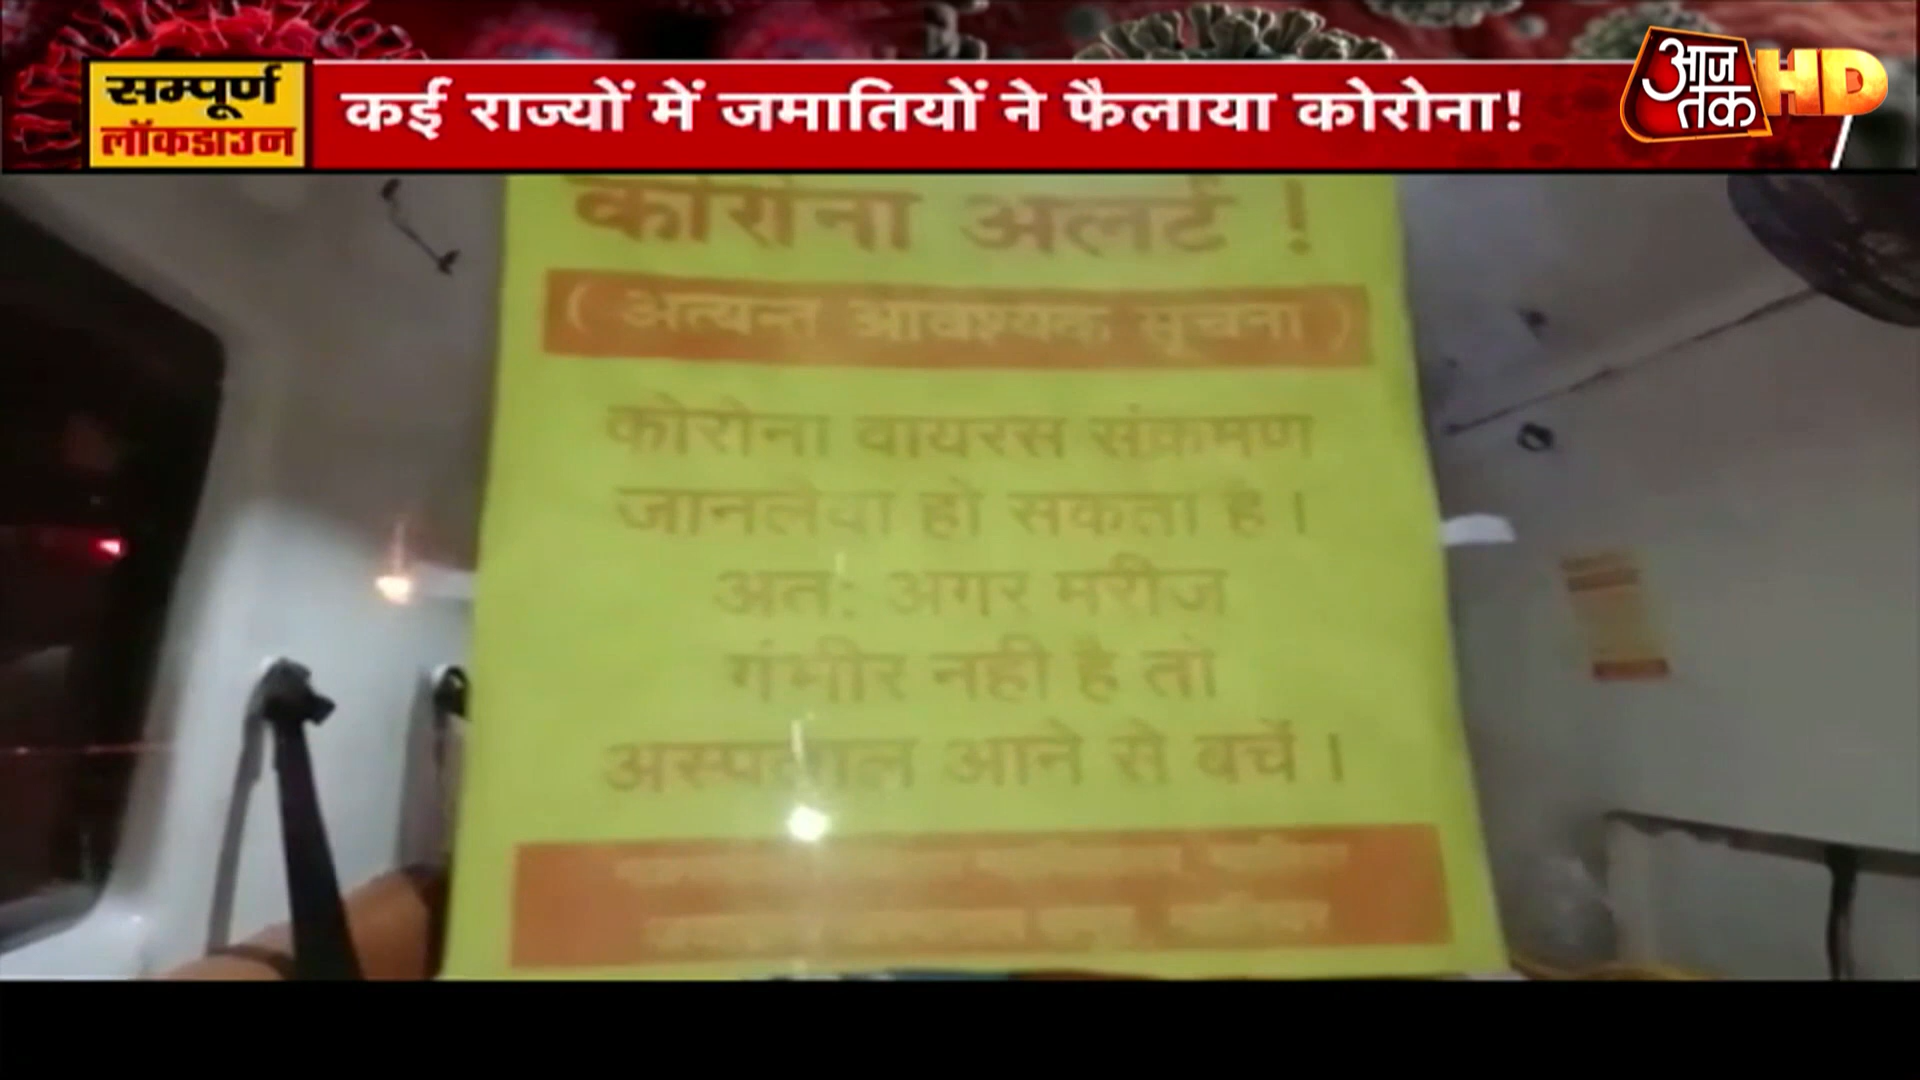 सम्पूर्ण
लॉकडाउन
कई राज्यों में जमातियों ने फैलाया कोरोना!
आज
तक HD
कोरोना अलर्ट !
( अत्यन्त आवश्यक सूचना )
कोरोना वायरस संक्रमण
जानलेवा हो सकता है ।
अतः अगर मरीज
गंभीर नही है तो
अस्पताल आने से बचें ।